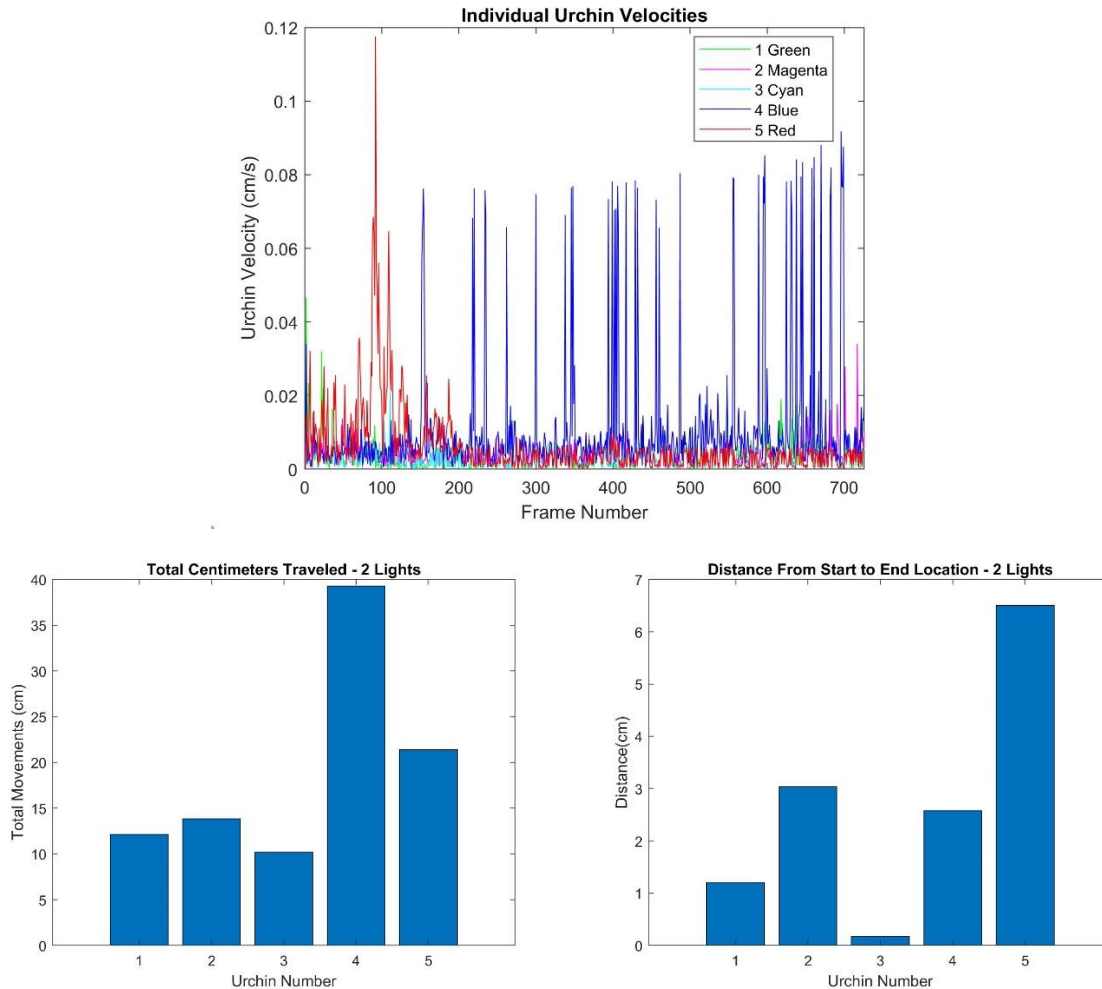 Individual Urchin Velocities
0.12
0.1
0.08
0.06
0.04
0.02
0
Urchin Velocity (cm/s)
1 Green
2 Magenta
3 Cyan
4 Blue
5 Red
0 100 200 300 400 500 600 700
Frame Number
Total Centimeters Traveled - 2 Lights
40
35
30
25
20
15
10
5
0
Total Movements (cm)
1 2 3 4 5
Urchin Number
Distance From Start to End Location - 2 Lights
7
6
5
4
3
2
1
0
Distance(cm)
1 2 3 4 5
Urchin Number